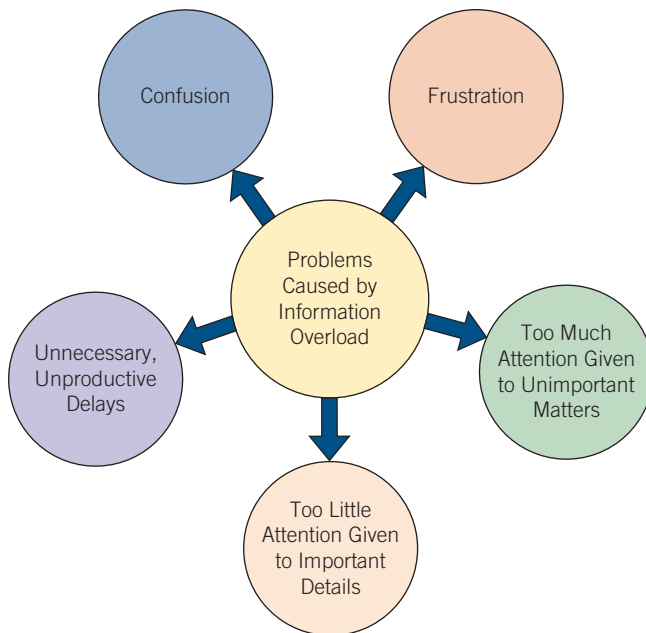 Confusion
Frustration
Problems
Caused by
Information
Overload
Unnecessary,
Unproductive
Delays
Too Much
Attention Given
to Unimportant
Matters
Too Little
Attention Given
to Important
Details